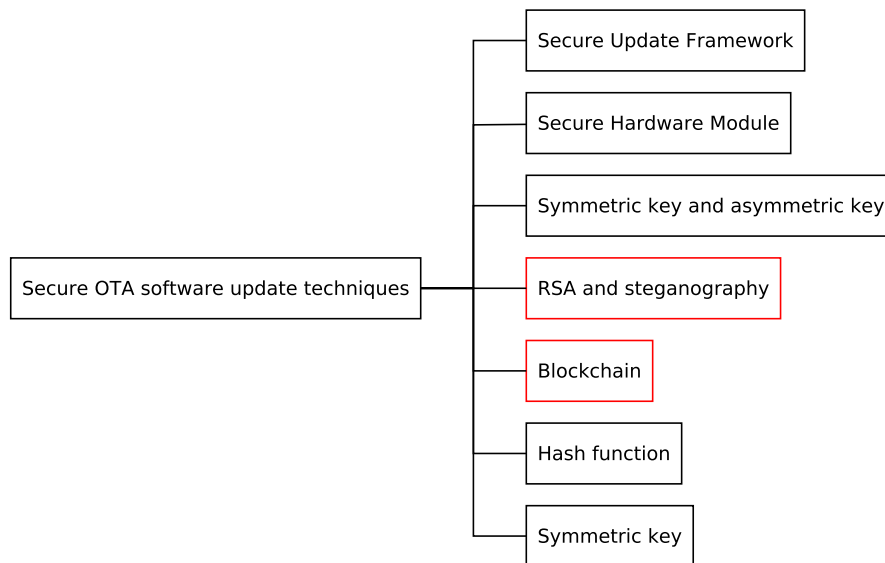 Secure Update Framework
Secure Hardware Module
Symmetric key and asymmetric key
Secure OTA software update techniques
RSA and steganography
Blockchain
Hash function
Symmetric key